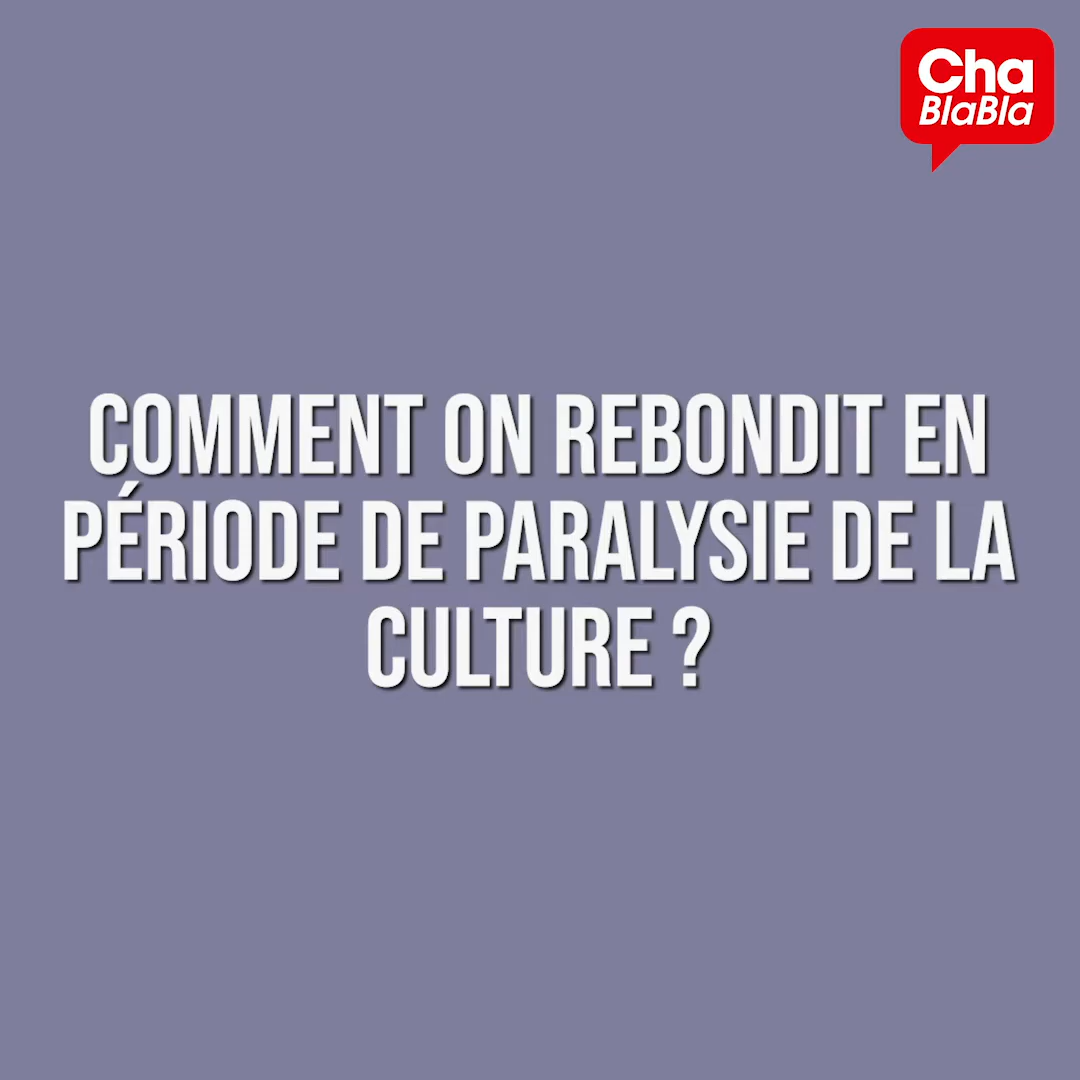 Cha
BlaBla
COMMENT ON REBONDIT EN
PÉRIODE DE PARALYSIE DE LA
CULTURE ?